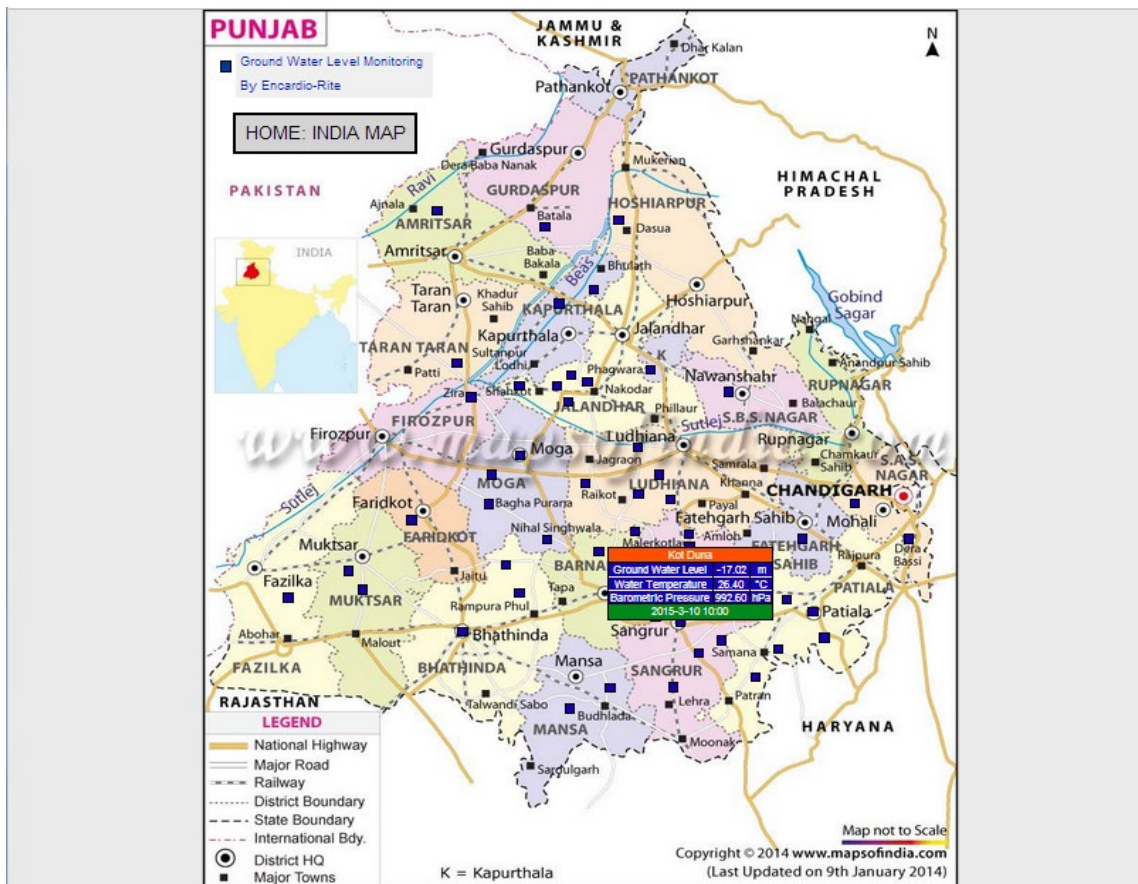 PUNJAB
Ground Water Level Monitoring
By Encardio-Rite
HOME: INDIA MAP
JAMMU &
KASHMIR
N
Dhar Kalan
PATHANKOT
Pathankot
Gurdaspur
Dera Baba Nanak
Mukerian
GURDASPUR
HIMACHAL
PRADESH
PAKISTAN
Ravi
Ajnala
AMRITSAR
Batala
HOSHIARPUR
Dasua
Amritsar
Baba
Bakala
Beas
Bhulath
INDIA
Taran
Taran
Khadur
Sahib
KAPURTHALA
Hoshiarpur
Gobind
Sagar
Kapurthala
Jalandhar
Nangal
Garhshankar
TARAN TARAN
Sultanpur
Lodhi
K
Anandpur Sahib
Patti
Phagwara
Nawanshahr
RUPNAGAR
Zira
Shahkot
Nakodar
JALANDHAR
Balachaur
S.B.S. NAGAR
FIROZPUR
Phillaur
Sutlej
Firozpur
Ludhiana
Rupnagar
Moga
Jagraon
Samrala
Chamkaur
Sahib
S.A.S.
NAGAR
MOGA
LUDHIANA
Khanna
CHANDIGARH
Sutlej
Bagha Purana
Raikot
Payal
Faridkot
Fatehgarh Sahib
Mohali
Nihal Singhwala
Malerkotla
Amloh
FARIDKOT
FATEHGARH
SAHIB
Dera
Bassi
Muktsar
Rajpura
Fazilka
Jaitu
BARNA
PATIALA
Kot Duna
Ground Water Level -17.02 m
Water Temperature 26.40 °C
Barometric Pressure 992.60 hPa
2015-3-10 10:00
MUKTSAR
Rampura Phul
Tapa
Patiala
Abohar
Malout
Bhathinda
Sangrur
Samana
FAZILKA
BHATHINDA
Mansa
SANGRUR
RAJASTHAN
Talwandi Sabo
Budhlada
Lehra
Patran
HARYANA
MANSA
Moonak
Sardulgarh
LEGEND
National Highway
Major Road
Railway
District Boundary
State Boundary
International Bdy.
District HQ
Major Towns
K = Kapurthala
Map not to Scale
Copyright © 2014 www.mapsofindia.com
(Last Updated on 9th January 2014)